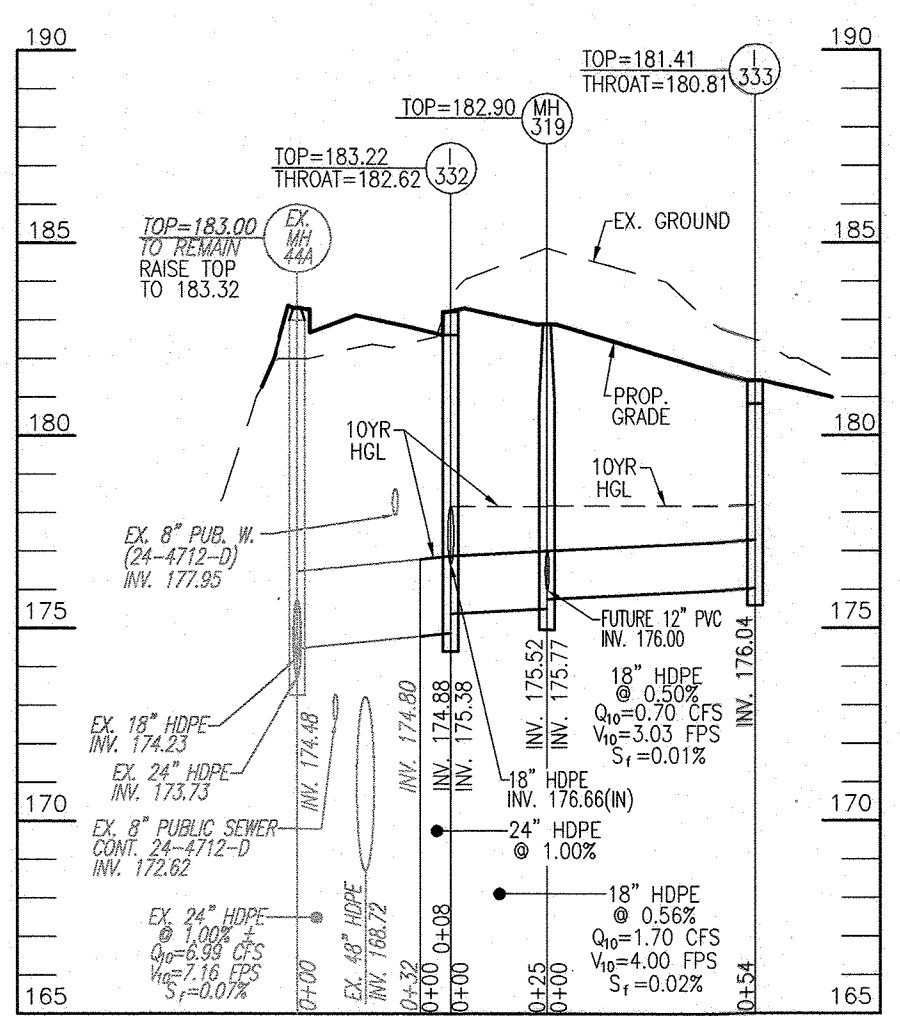 190
190
TOP=181.41
THROAT=180.81
I
333
TOP=182.90
MH
319
TOP=183.22
THROAT=182.62
I
332
TOP=183.00
TO REMAIN
RAISE TOP
TO 183.32
EX.
MH
44A
EX. GROUND
185
185
PROP.
GRADE
180
180
10YR
HGL
10YR
HGL
EX. 8" PUB. W.
(24-4712-D)
INV. 177.95
175
175
FUTURE 12" PVC
INV. 176.00
18" HDPE
@ 0.50%
Q10=0.70 CFS
V10=3.03 FPS
Sf=0.01%
INV. 174.48
INV. 174.80
INV. 174.88
INV. 175.38
INV. 175.52
INV. 175.77
INV. 176.04
EX. 18" HDPE
INV. 174.23
EX. 24" HDPE
INV. 173.73
18" HDPE
INV. 176.66(IN)
170
170
EX. 8" PUBLIC SEWER
CONT. 24-4712-D
INV. 172.62
24" HDPE
@ 1.00%
EX. 24" HDPE
@ 1.00% ±
Q10=6.99 CFS
V10=7.16 FPS
Sf=0.07%
EX. 48" HDPE
INV. 168.72
18" HDPE
@ 0.56%
Q10=1.70 CFS
V10=4.00 FPS
Sf=0.02%
165
165
0+00
0+32
0+00
0+08
0+00
0+25
0+00
0+54